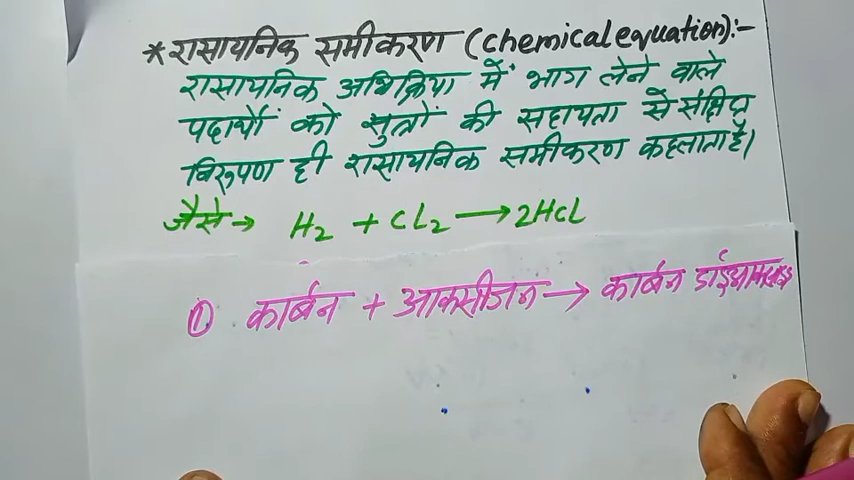 * रासायनिक समीकरण (chemical equation):-
रासायनिक अभिक्रिया में भाग लेने वाले
पदार्थों को सुत्रों की सहायता से संक्षिप्त
निरूपण ही रासायनिक समीकरण कहलाता है।
जैसे → H₂ + Cl₂ → 2HCl
① कार्बन + आक्सीजन → कार्बन डाईआक्साइड